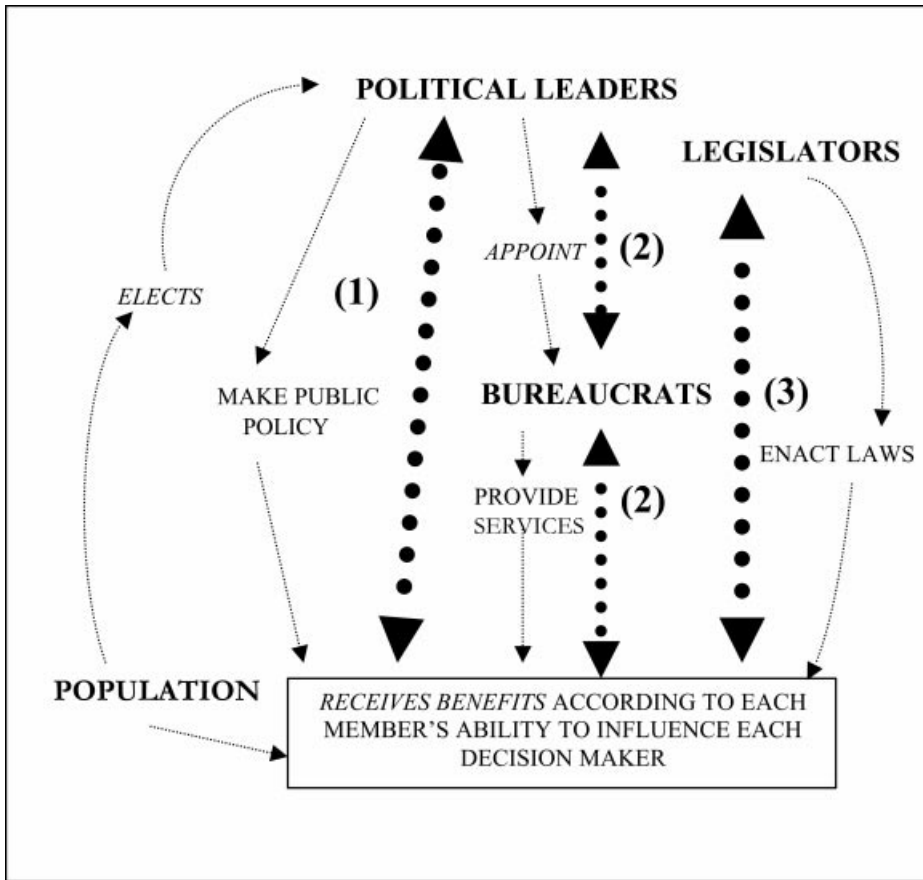 POLITICAL LEADERS
LEGISLATORS
APPOINT
(2)
ELECTS
(1)
MAKE PUBLIC
POLICY
BUREAUCRATS
(3)
ENACT LAWS
PROVIDE
SERVICES
(2)
POPULATION
RECEIVES BENEFITS ACCORDING TO EACH
MEMBER'S ABILITY TO INFLUENCE EACH
DECISION MAKER